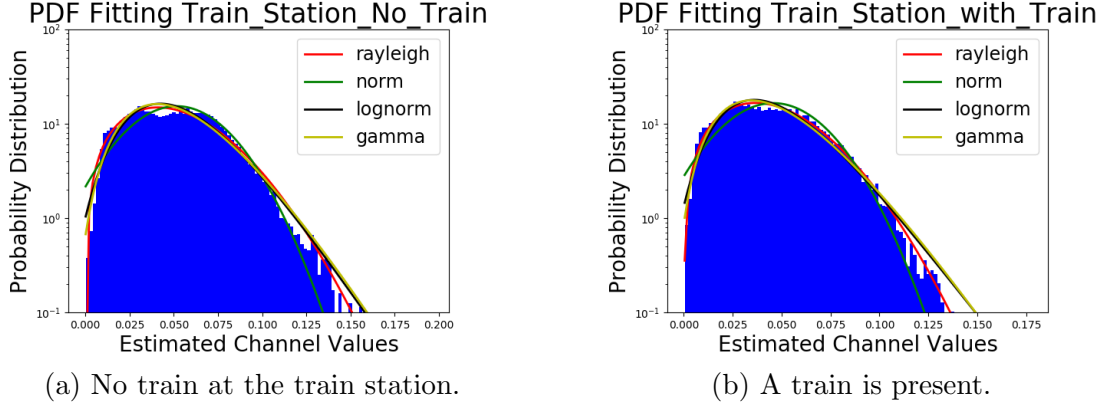 PDF Fitting Train_Station_No_Train
10²
10¹
10⁰
10⁻¹
Probability Distribution
rayleigh
norm
lognorm
gamma
0.000 0.025 0.050 0.075 0.100 0.125 0.150 0.175 0.200
Estimated Channel Values
(a) No train at the train station.
PDF Fitting Train_Station_with_Train
10²
10¹
10⁰
10⁻¹
Probability Distribution
rayleigh
norm
lognorm
gamma
0.000 0.025 0.050 0.075 0.100 0.125 0.150 0.175
Estimated Channel Values
(b) A train is present.